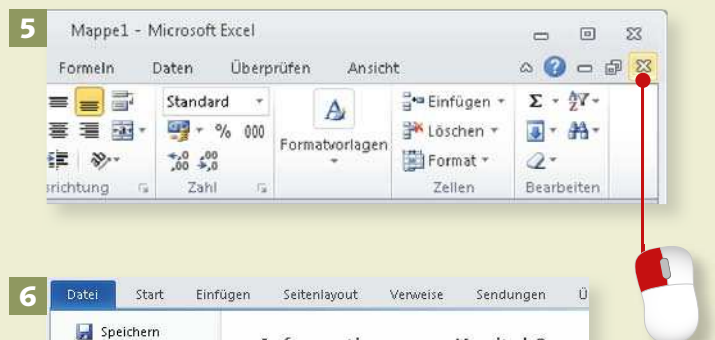 5
Mappe1 - Microsoft Excel
Formeln Daten Überprüfen Ansicht
Standard
% 000
Formatvorlagen
Einfügen
Löschen
Format
srichtung Zahl Zellen Bearbeiten
6
Datei Start Einfügen Seitenlayout Verweise Sendungen Ü
Speichern